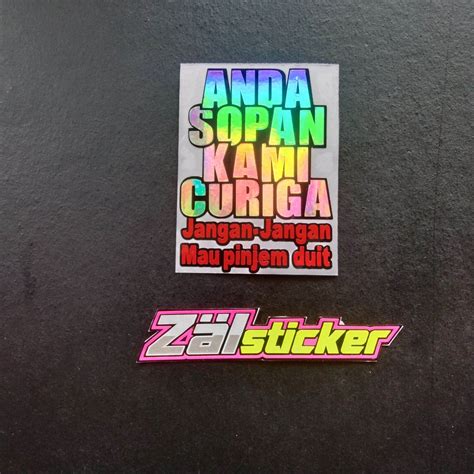 ANDA
SOPAN
KAMI
CURIGA
Jangan-Jangan
Mau pinjem duit
Zälsticker